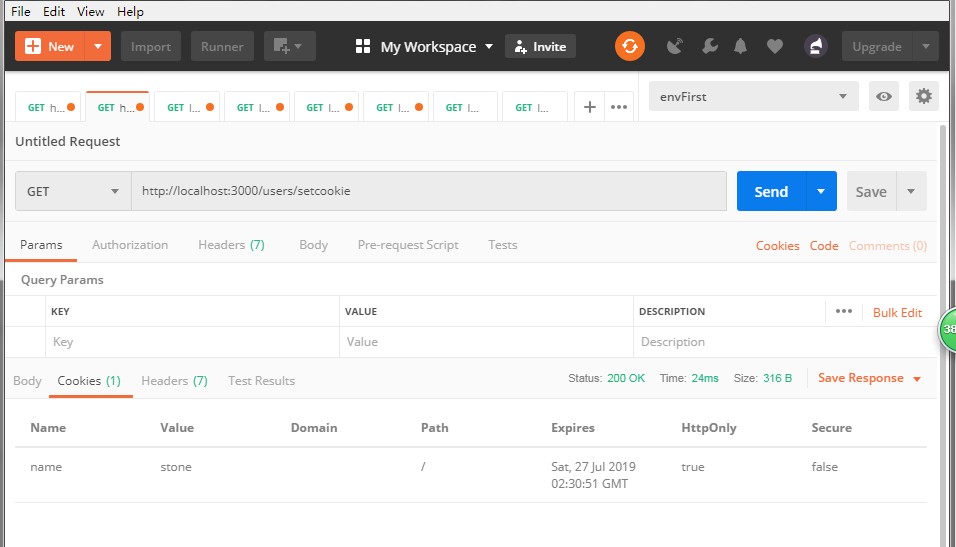 File Edit View Help
New Import Runner My Workspace Invite Upgrade
GET h... GET h... GET l... GET l... GET l... GET l... GET l... GET l... + ••• envFirst
Untitled Request
GET http://localhost:3000/users/setcookie Send Save
Params Authorization Headers (7) Body Pre-request Script Tests Cookies Code Comments (0)
Query Params
KEY VALUE DESCRIPTION ••• Bulk Edit
Key Value Description
38
Body Cookies (1) Headers (7) Test Results Status: 200 OK Time: 24ms Size: 316 B Save Response
Name Value Domain Path Expires HttpOnly Secure
name stone / Sat, 27 Jul 2019 true false
02:30:51 GMT